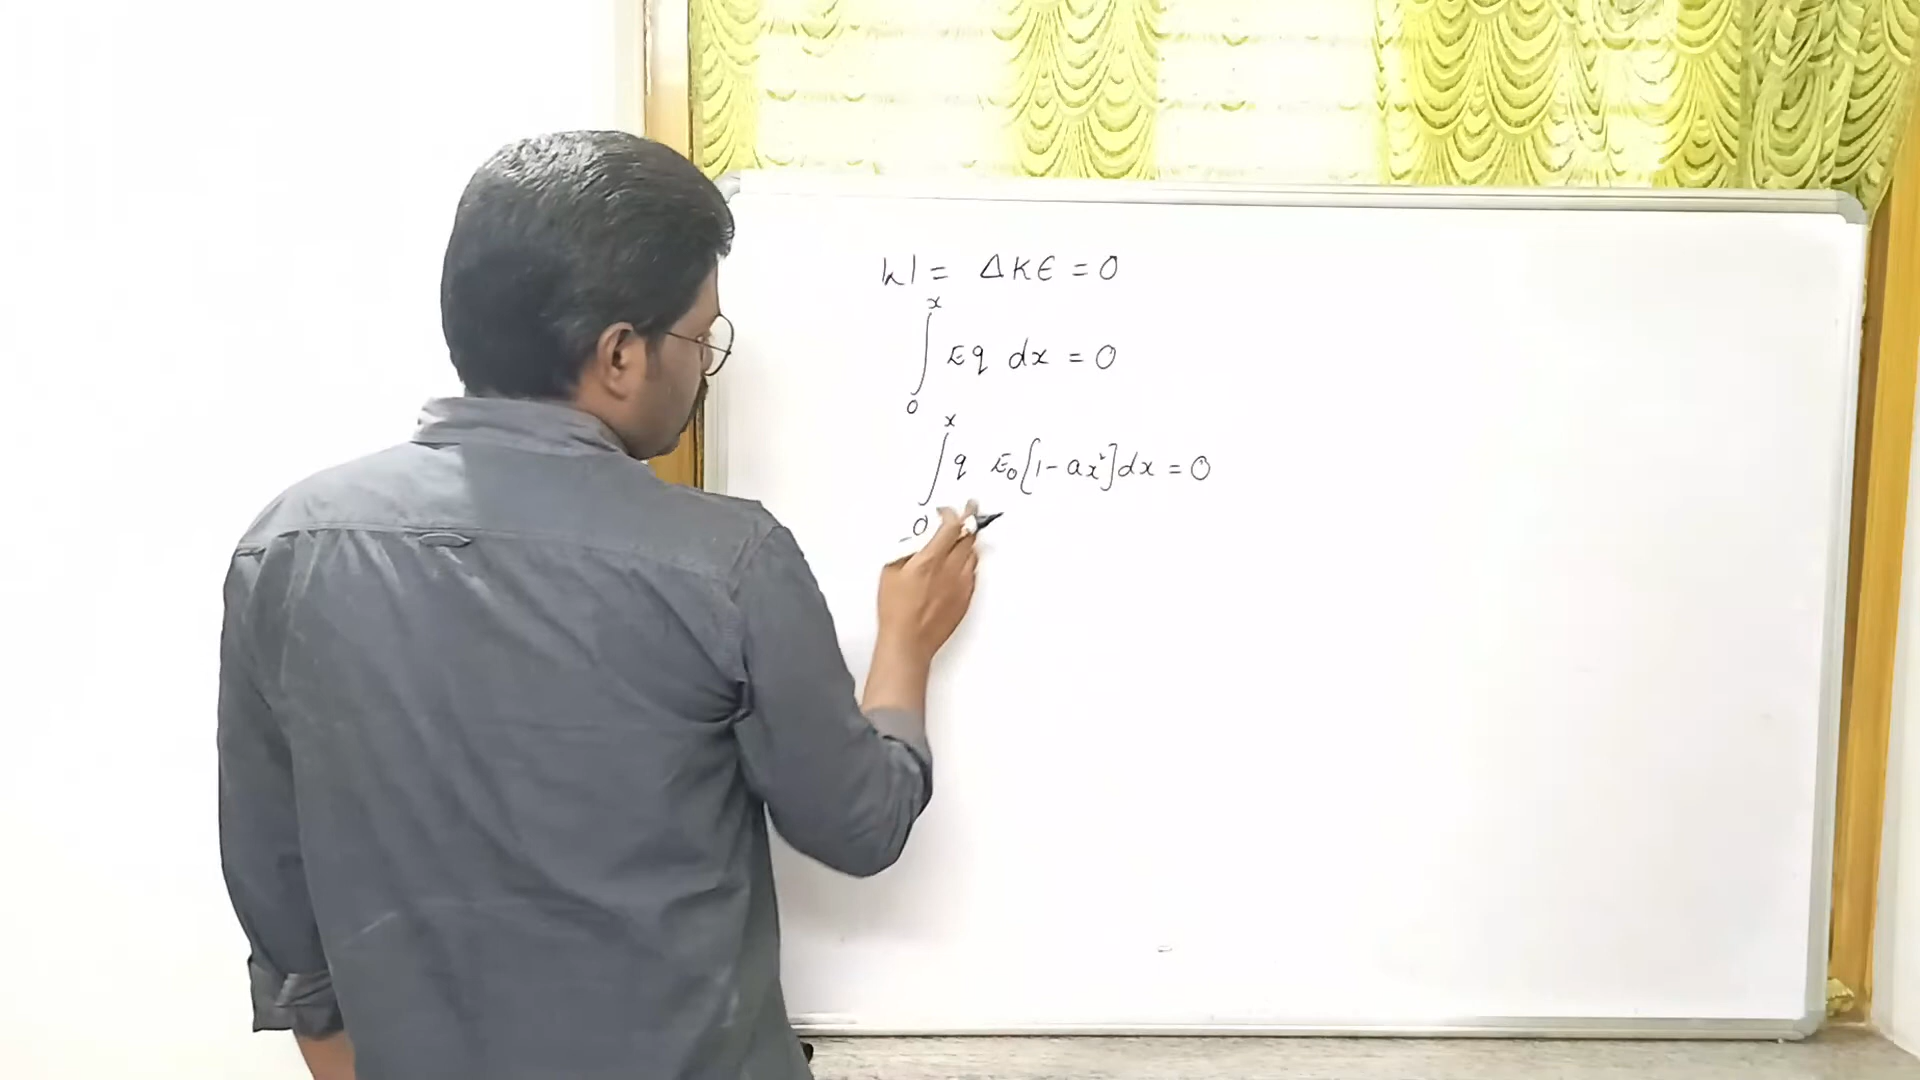 W = ΔKE = 0
∫₀ˣ Eq dx = 0
∫₀ˣ q E₀[1-ax²]dx = 0